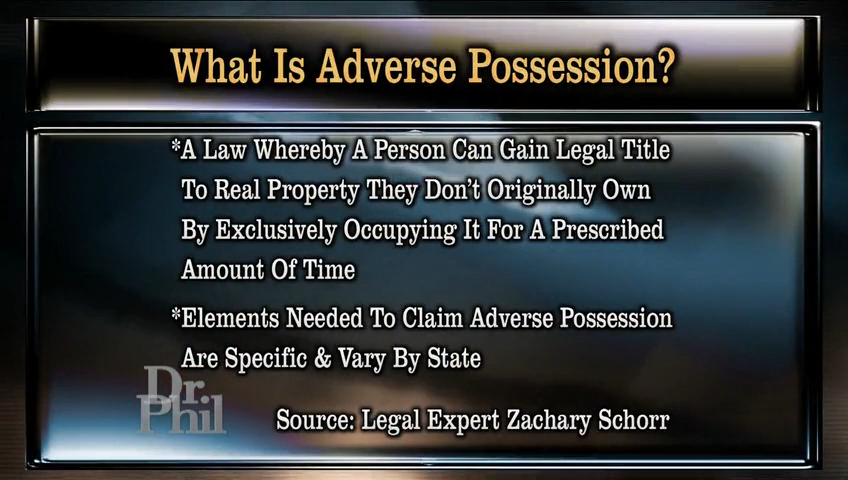 What Is Adverse Possession?
*A Law Whereby A Person Can Gain Legal Title
To Real Property They Don't Originally Own
By Exclusively Occupying It For A Prescribed
Amount Of Time
*Elements Needed To Claim Adverse Possession
Are Specific & Vary By State
Dr.
Phil
Source: Legal Expert Zachary Schorr